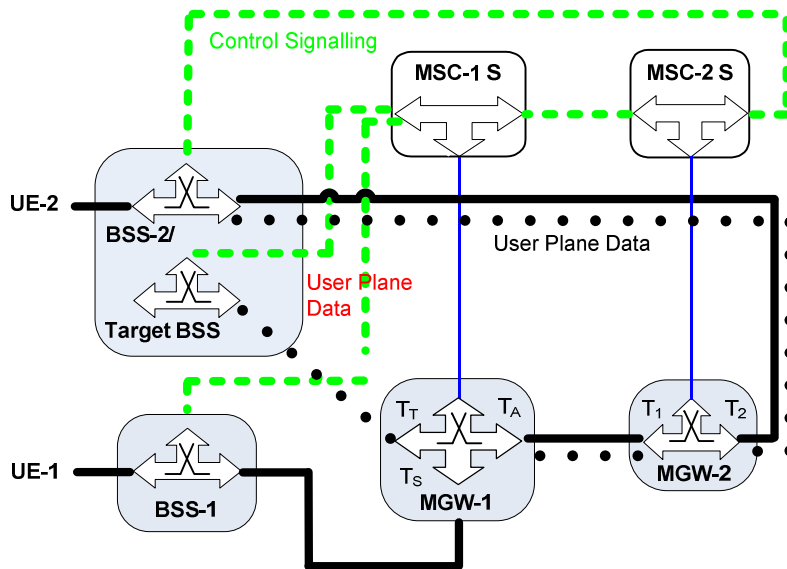 Control Signalling
MSC-1 S
MSC-2 S
UE-2
BSS-2/
User Plane Data
User Plane
Data
Target BSS
T_T
T_A
T_1
T_2
T_S
UE-1
BSS-1
MGW-1
MGW-2